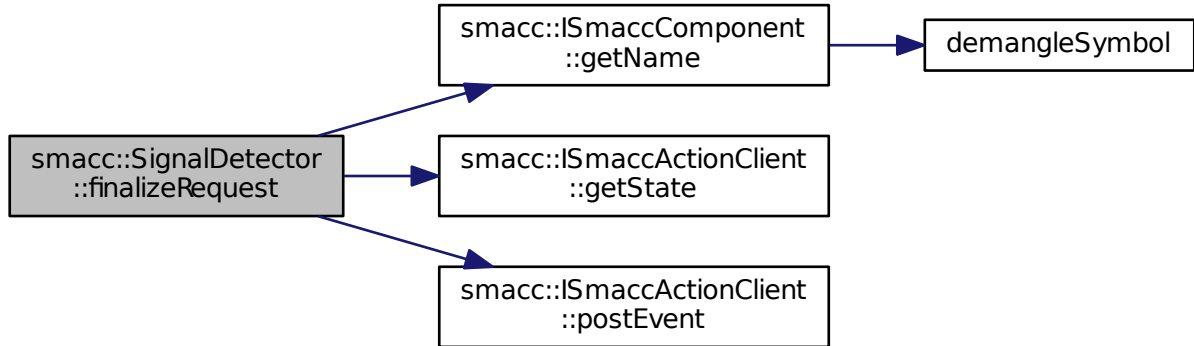 smacc::SignalDetector
::finalizeRequest
smacc::ISmaccComponent
::getName
demangleSymbol
smacc::ISmaccActionClient
::getState
smacc::ISmaccActionClient
::postEvent